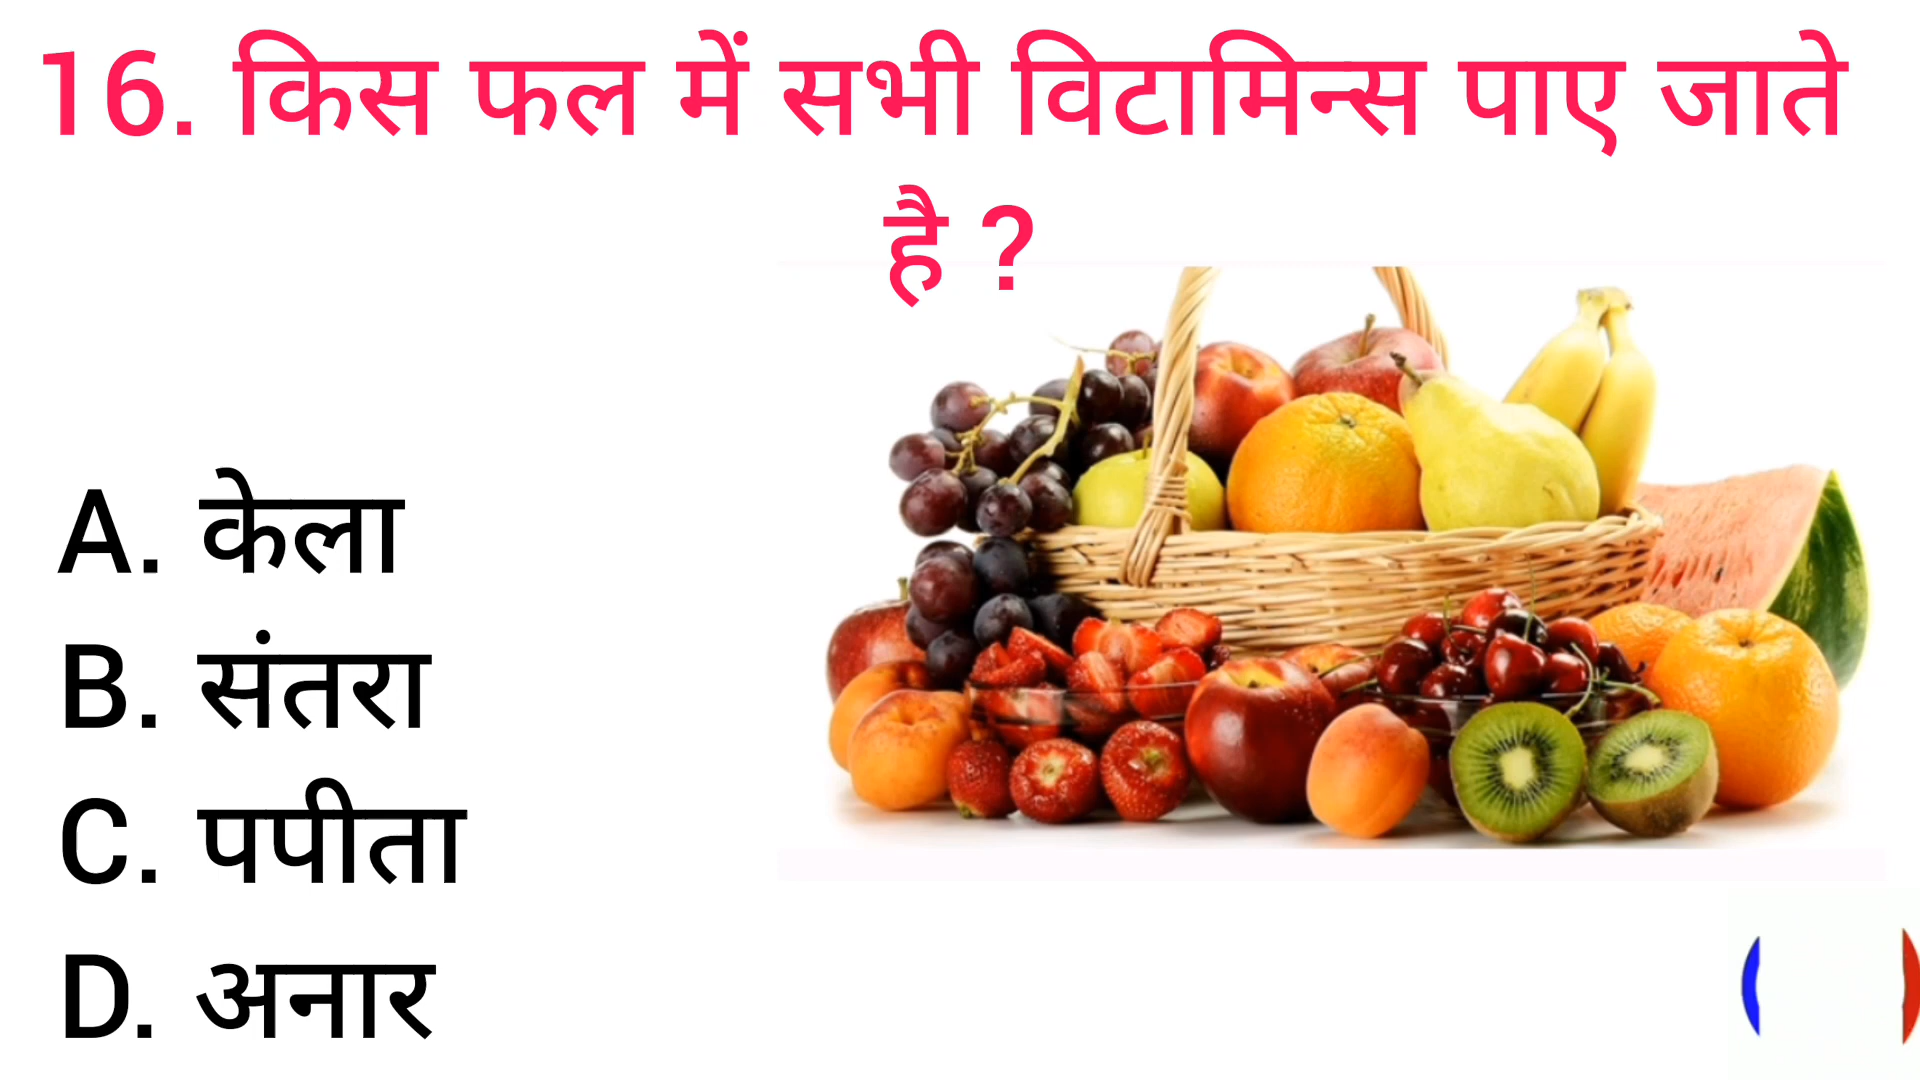 16. किस फल में सभी विटामिन्स पाए जाते
है ?
A. केला
B. संतरा
C. पपीता
D. अनार